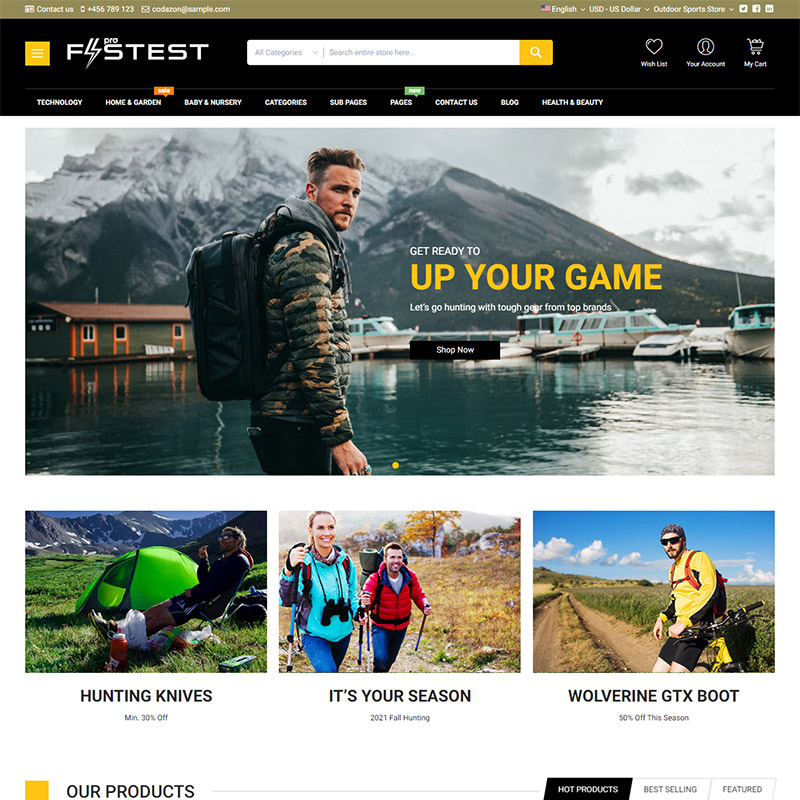 Contact us +456 789 123 codazon@sample.com English USD - US Dollar Outdoor Sports Store
pro
FASTEST
All Categories Search entire store here...
Wish List Your Account My Cart
sale new
TECHNOLOGY HOME & GARDEN BABY & NURSERY CATEGORIES SUB PAGES PAGES CONTACT US BLOG HEALTH & BEAUTY
GET READY TO
UP YOUR GAME
Let's go hunting with tough gear from top brands
Shop Now
HUNTING KNIVES IT'S YOUR SEASON WOLVERINE GTX BOOT
Min. 30% Off 2021 Fall Hunting 50% Off This Season
OUR PRODUCTS HOT PRODUCTS BEST SELLING FEATURED